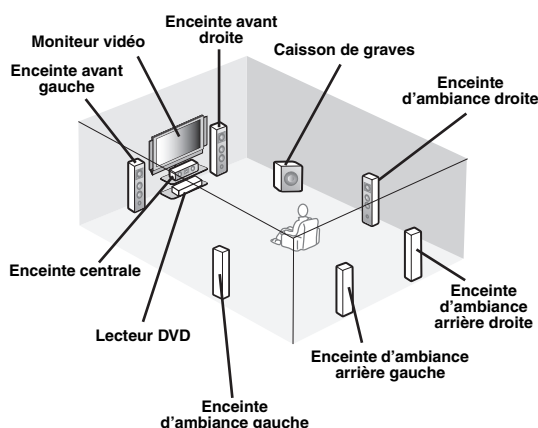 Enceinte avant
droite
Moniteur vidéo
Caisson de graves
Enceinte avant
gauche
Enceinte
d'ambiance droite
Enceinte centrale
Enceinte
d'ambiance
arrière droite
Lecteur DVD
Enceinte d'ambiance
arrière gauche
Enceinte
d'ambiance gauche